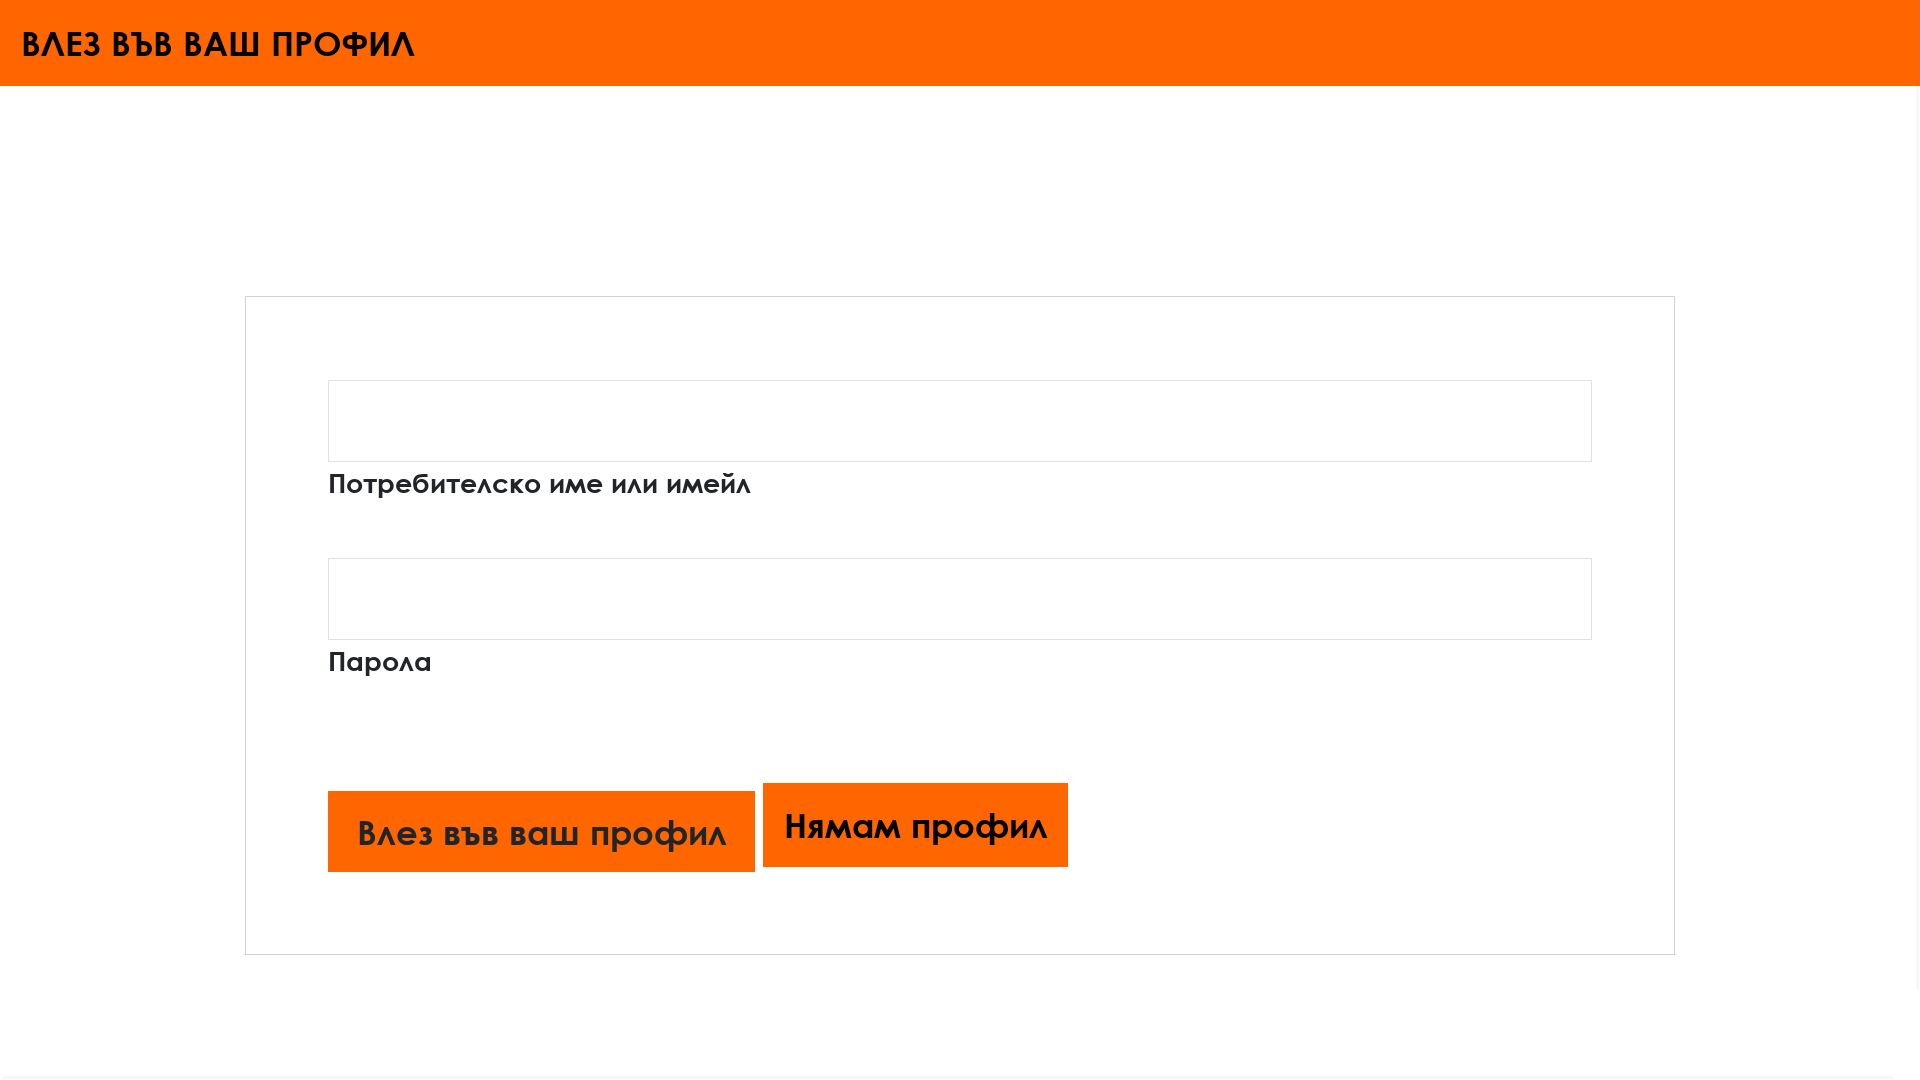 ВЛЕЗ ВЪВ ВАШ ПРОФИЛ
Потребителско име или имейл
Парола
Влез във ваш профил
Нямам профил